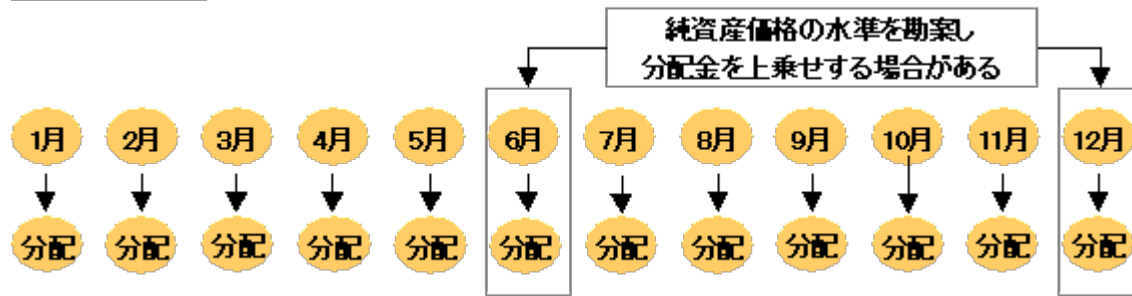 純資産価格の水準を勘案し
分配金を上乗せする場合がある
1月 2月 3月 4月 5月 6月 7月 8月 9月 10月 11月 12月
分配 分配 分配 分配 分配 分配 分配 分配 分配 分配 分配 分配